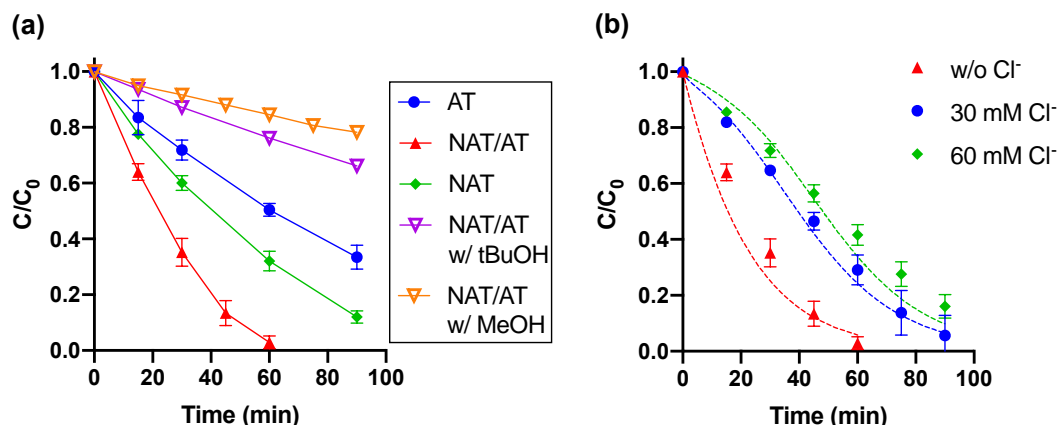 (a)
C/C0
1.0
0.8
0.6
0.4
0.2
0.0
0 20 40 60 80 100
Time (min)
AT
NAT/AT
NAT
NAT/AT
w/ tBuOH
NAT/AT
w/ MeOH
(b)
C/C0
1.0
0.8
0.6
0.4
0.2
0.0
0 20 40 60 80 100
Time (min)
w/o Cl⁻
30 mM Cl⁻
60 mM Cl⁻